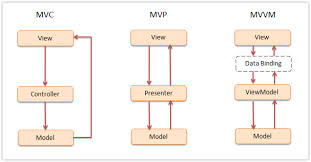 MVC
View
Controller
Model
MVP
View
Presenter
Model
MVVM
View
Data Binding
ViewModel
Model